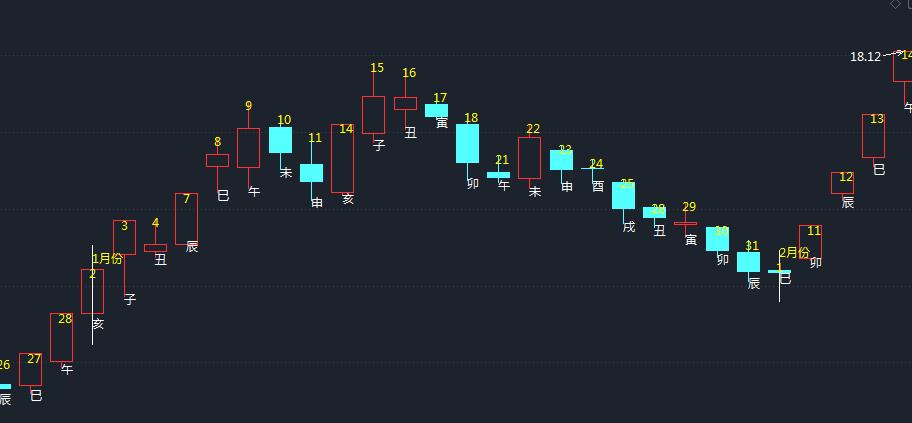 26
辰
27
巳
28
午
1月份
2
亥
3
子
4
丑
7
辰
8
巳
9
午
10
未
11
申
14
亥
15
子
16
丑
17
寅
18
卯
21
午
22
未
23
申
24
酉
25
戌
28
丑
29
寅
30
卯
31
辰
2月份
1
巳
11
卯
12
辰
13
巳
18.12
14
午